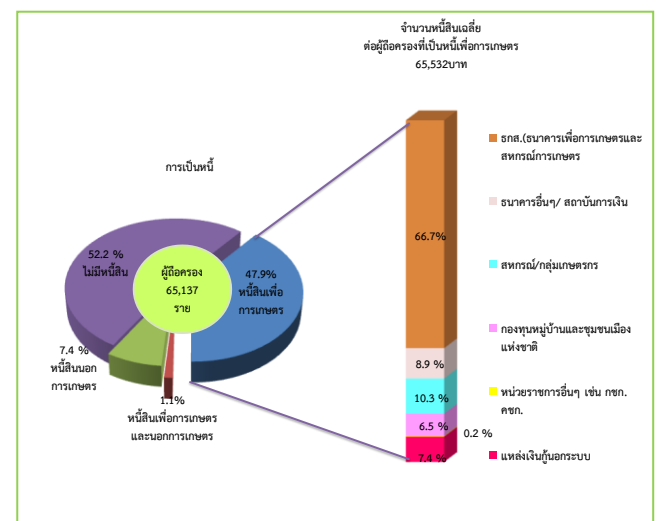 จำนวนหนี้สินเฉลี่ย
ต่อผู้ถือครองที่เป็นหนี้เพื่อการเกษตร
65,532บาท
การเป็นหนี้
52.2 %
ไม่มีหนี้สิน
ผู้ถือครอง
65,137
ราย
47.9%
หนี้สินเพื่อ
การเกษตร
7.4 %
หนี้สินนอก
การเกษตร
1.1%
หนี้สินเพื่อการเกษตร
และนอกการเกษตร
66.7%
8.9 %
10.3 %
6.5 %
0.2 %
7.4 %
ธกส.(ธนาคารเพื่อการเกษตรและ
สหกรณ์การเกษตร
ธนาคารอื่นๆ/ สถาบันการเงิน
สหกรณ์/กลุ่มเกษตรกร
กองทุนหมู่บ้านและชุมชนเมือง
แห่งชาติ
หน่วยราชการอื่นๆ เช่น กชก.
คชก.
แหล่งเงินกู้นอกระบบ